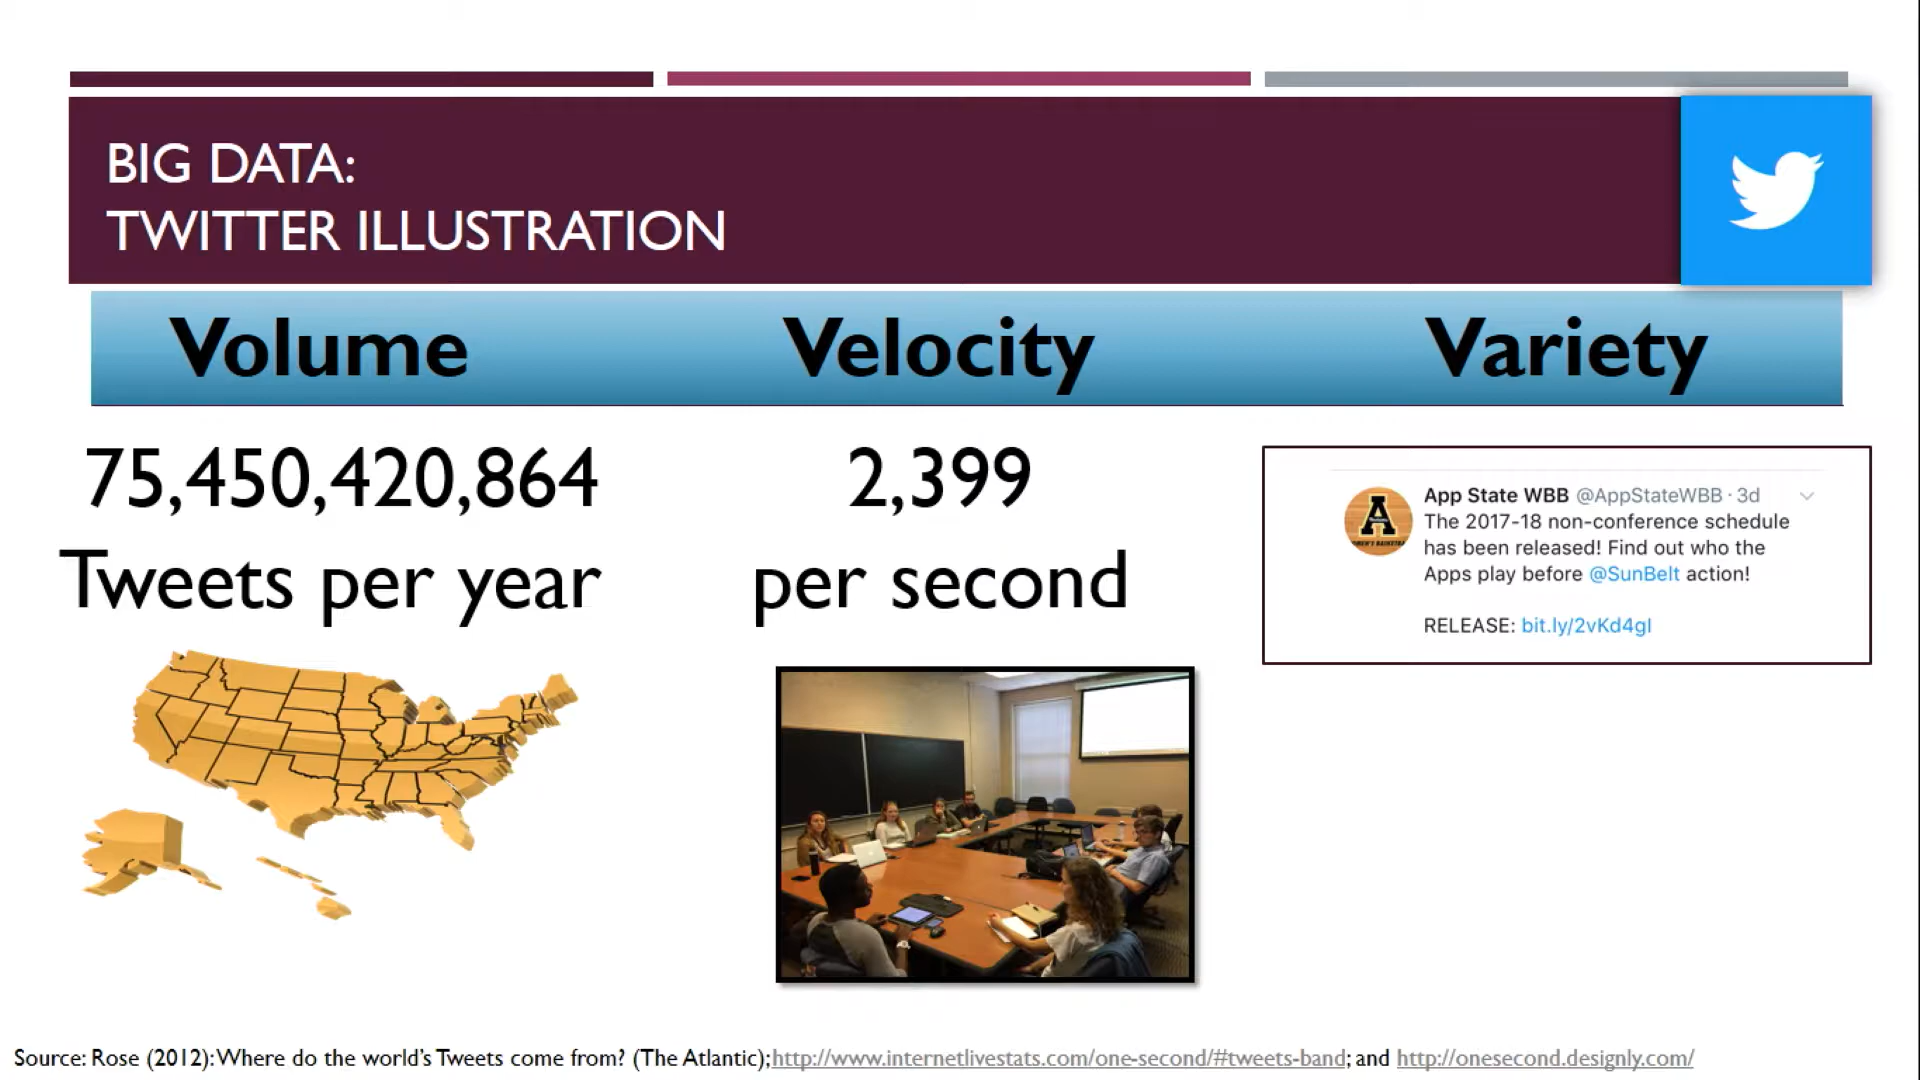 BIG DATA:
TWITTER ILLUSTRATION
Volume
Velocity
Variety
75,450,420,864
Tweets per year
2,399
per second
App State WBB @AppStateWBB · 3d
The 2017-18 non-conference schedule
has been released! Find out who the
Apps play before @SunBelt action!
RELEASE: bit.ly/2vKd4gI
A
Source: Rose (2012): Where do the world's Tweets come from? (The Atlantic); http://www.internetlivestats.com/one-second/#tweets-band; and http://onesecond.designly.com/